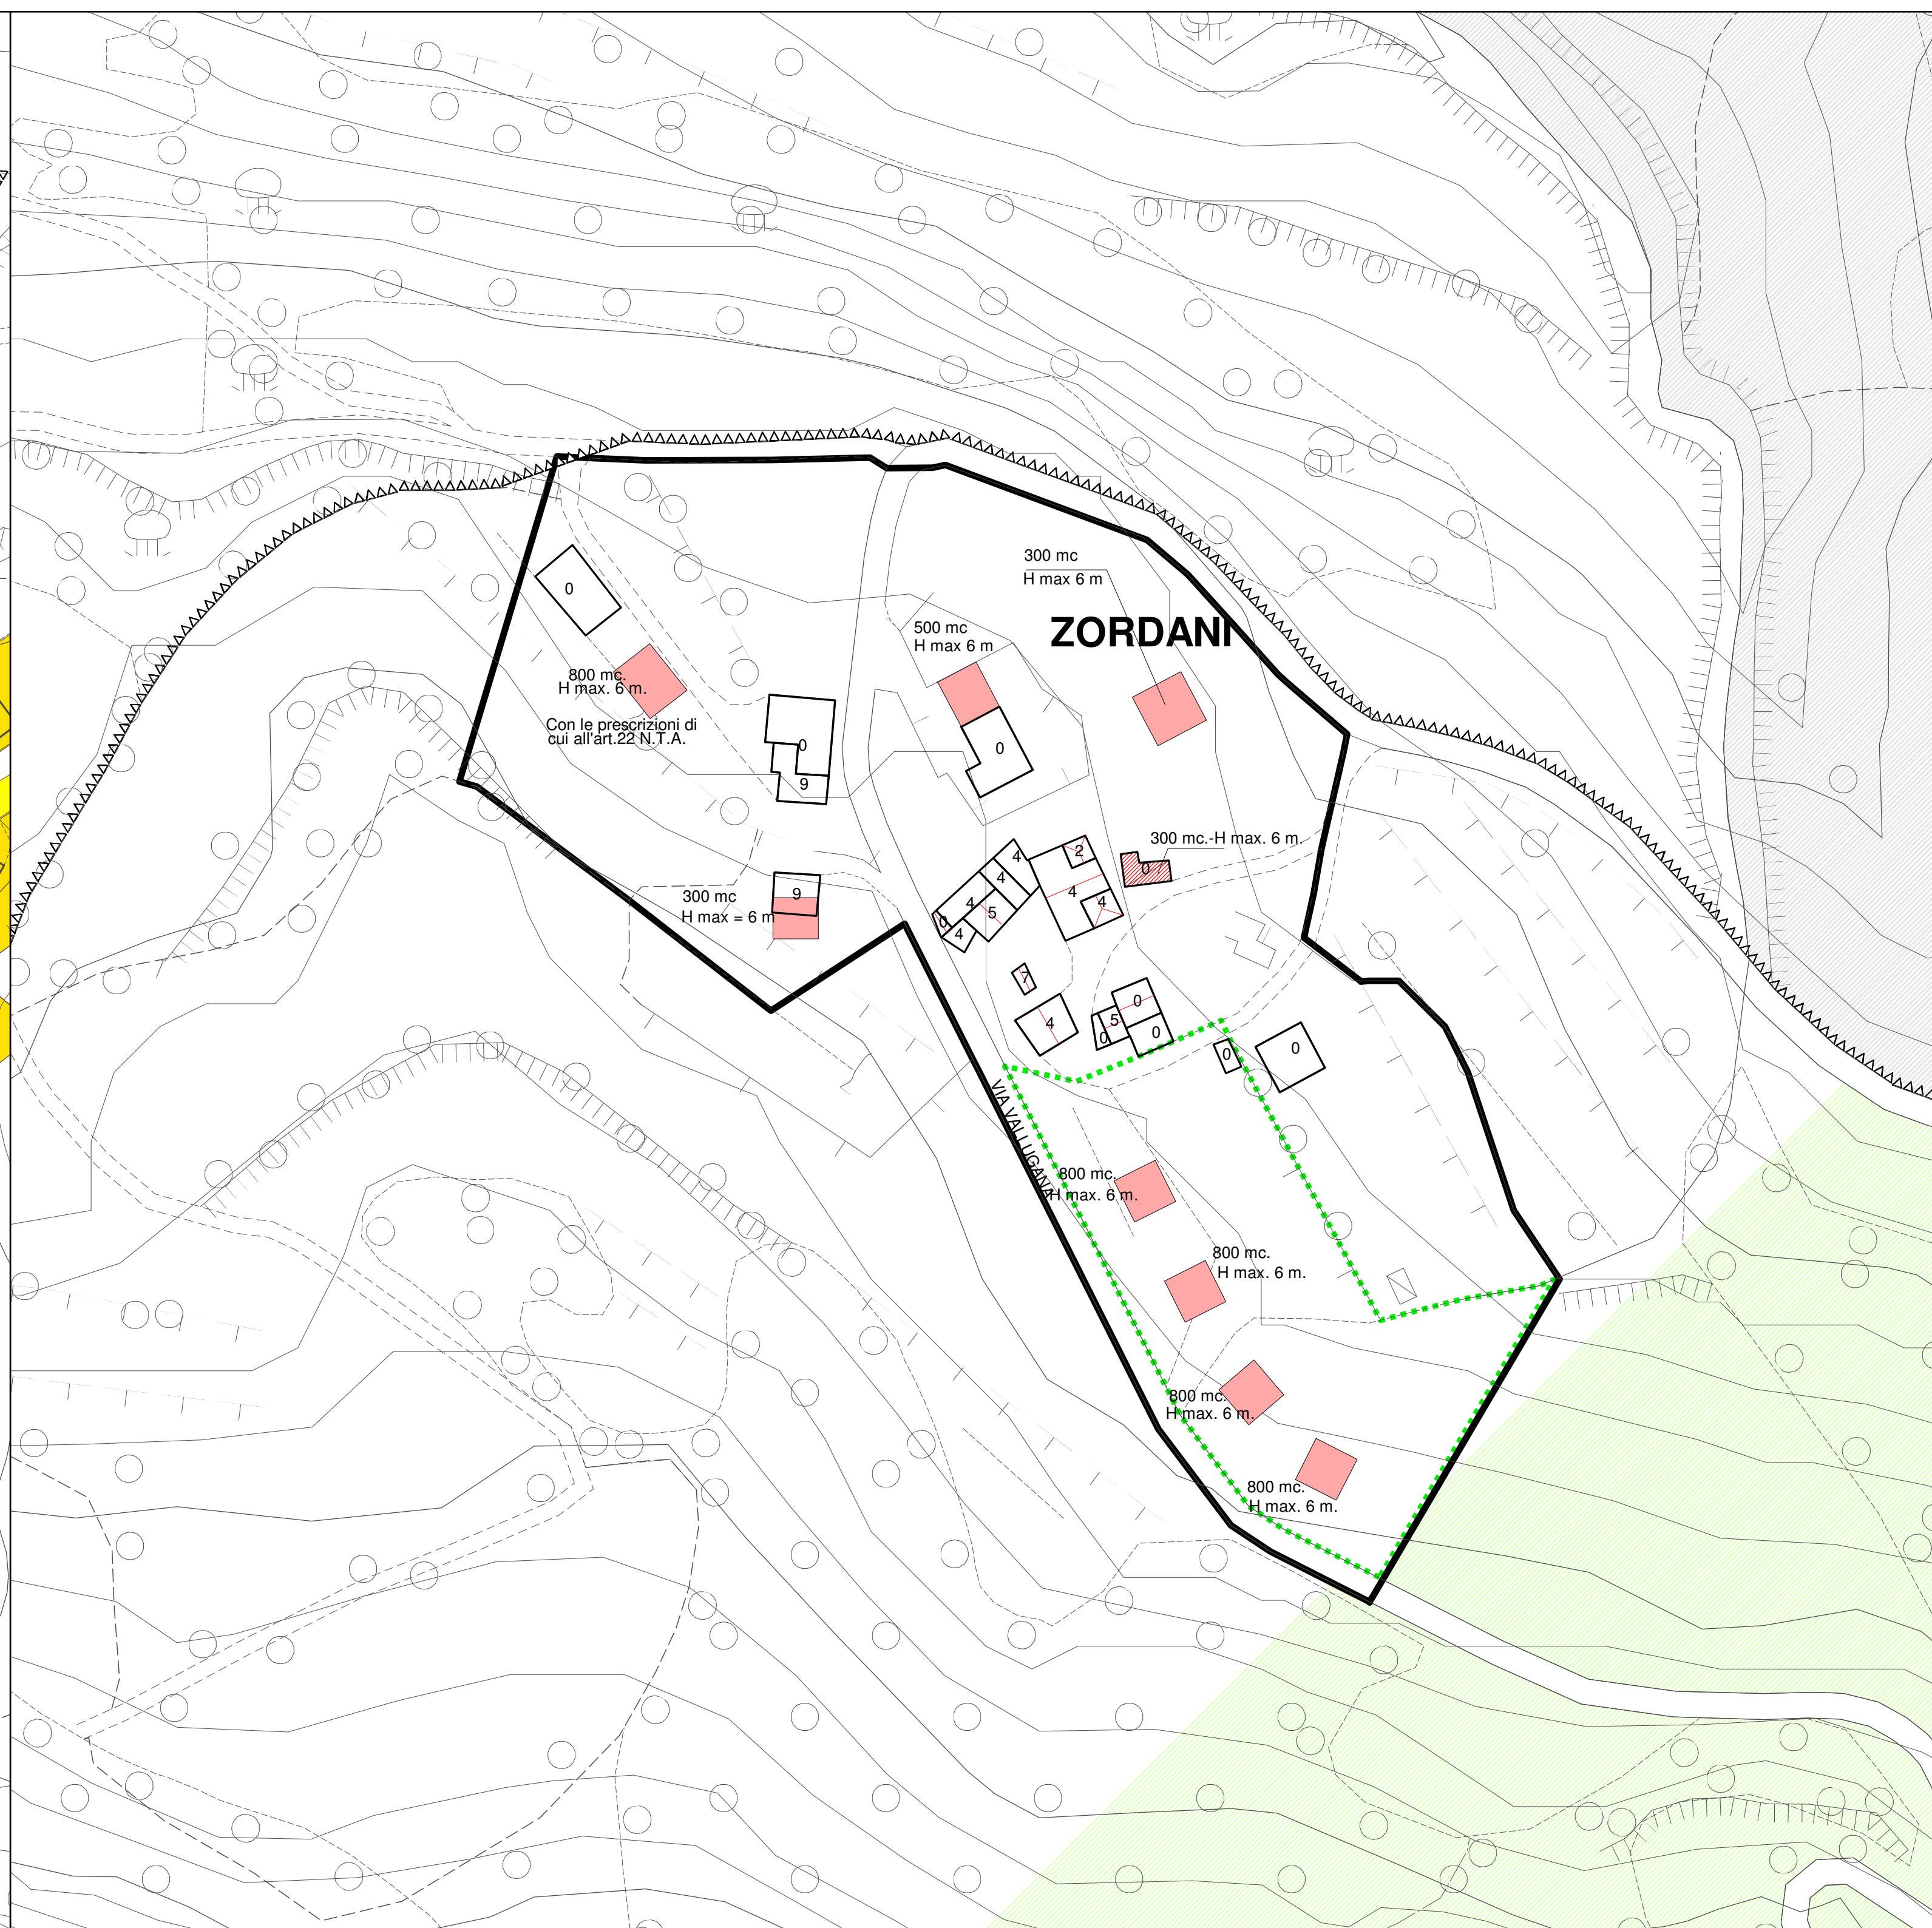 300 mc
H max 6 m
ZORDANI
500 mc
H max 6 m
0
800 mc.
H max. 6 m.
Con le prescrizioni di
cui all'art.22 N.T.A.
0
9
0
300 mc.-H max. 6 m.
0
2
4
4
4
4
4
5
0
4
9
300 mc
H max = 6 m
7
4
0
5
0
0
0
0
VIA VALLUGANA
800 mc.
H max. 6 m.
800 mc.
H max. 6 m.
800 mc.
H max. 6 m.
800 mc.
H max. 6 m.